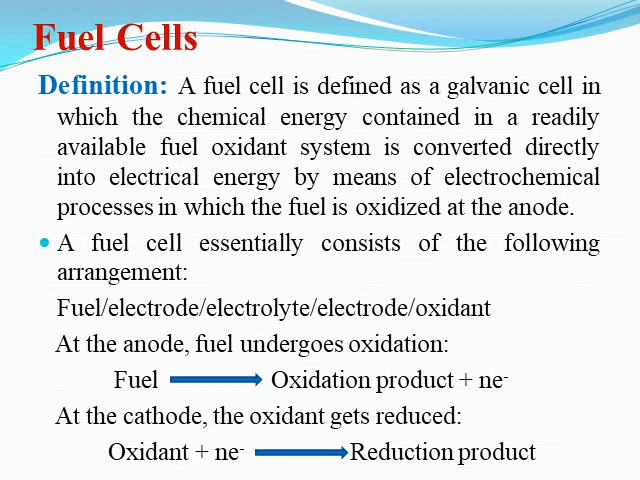 Fuel Cells
Definition: A fuel cell is defined as a galvanic cell in
which the chemical energy contained in a readily
available fuel oxidant system is converted directly
into electrical energy by means of electrochemical
processes in which the fuel is oxidized at the anode.
• A fuel cell essentially consists of the following
arrangement:
Fuel/electrode/electrolyte/electrode/oxidant
At the anode, fuel undergoes oxidation:
Fuel → Oxidation product + ne⁻
At the cathode, the oxidant gets reduced:
Oxidant + ne⁻ → Reduction product